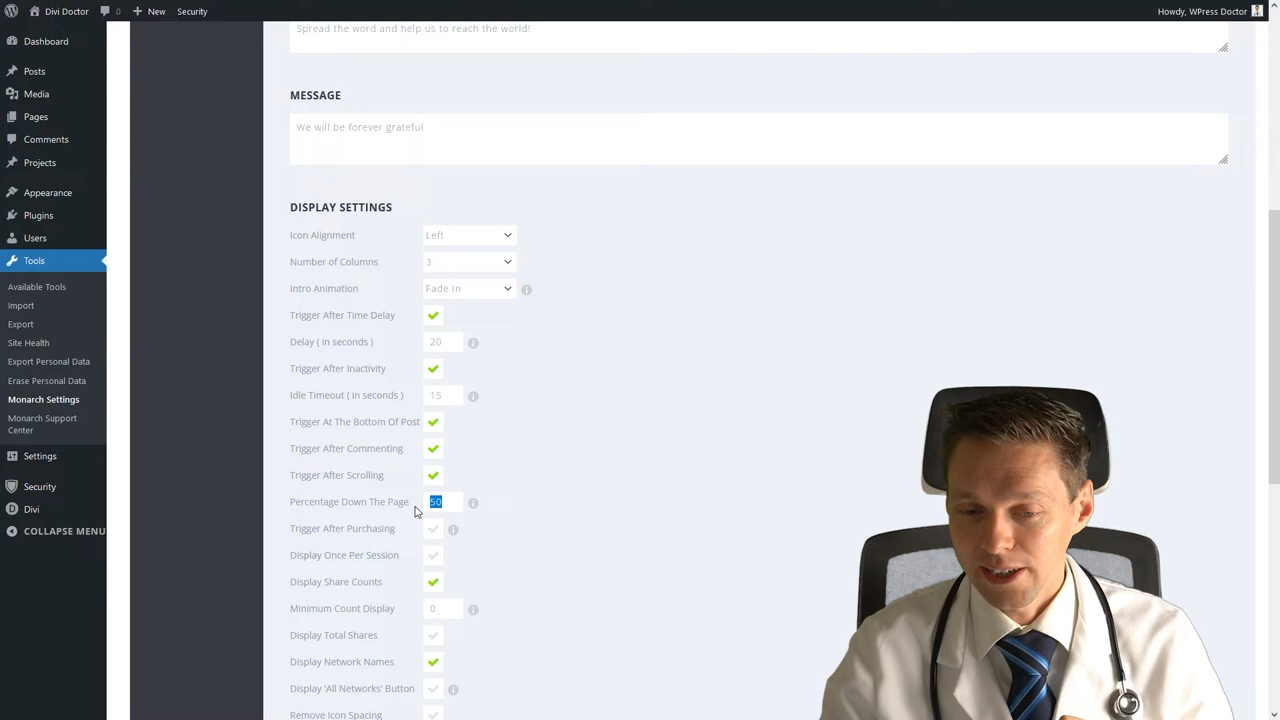 Divi Doctor 0 New Security Howdy, WPress Doctor
Dashboard
Posts
Media
Pages
Comments
Projects
Appearance
Plugins
Users
Tools
Available Tools
Import
Export
Site Health
Export Personal Data
Erase Personal Data
Monarch Settings
Monarch Support
Center
Settings
Security
Divi
COLLAPSE MENU
Spread the word and help us to reach the world!
MESSAGE
We will be forever grateful
DISPLAY SETTINGS
Icon Alignment Left
Number of Columns 3
Intro Animation Fade In
Trigger After Time Delay
Delay ( in seconds ) 20
Trigger After Inactivity
Idle Timeout ( in seconds ) 15
Trigger At The Bottom Of Post
Trigger After Commenting
Trigger After Scrolling
Percentage Down The Page 50
Trigger After Purchasing
Display Once Per Session
Display Share Counts
Minimum Count Display 0
Display Total Shares
Display Network Names
Display 'All Networks' Button
Remove Icon Spacing